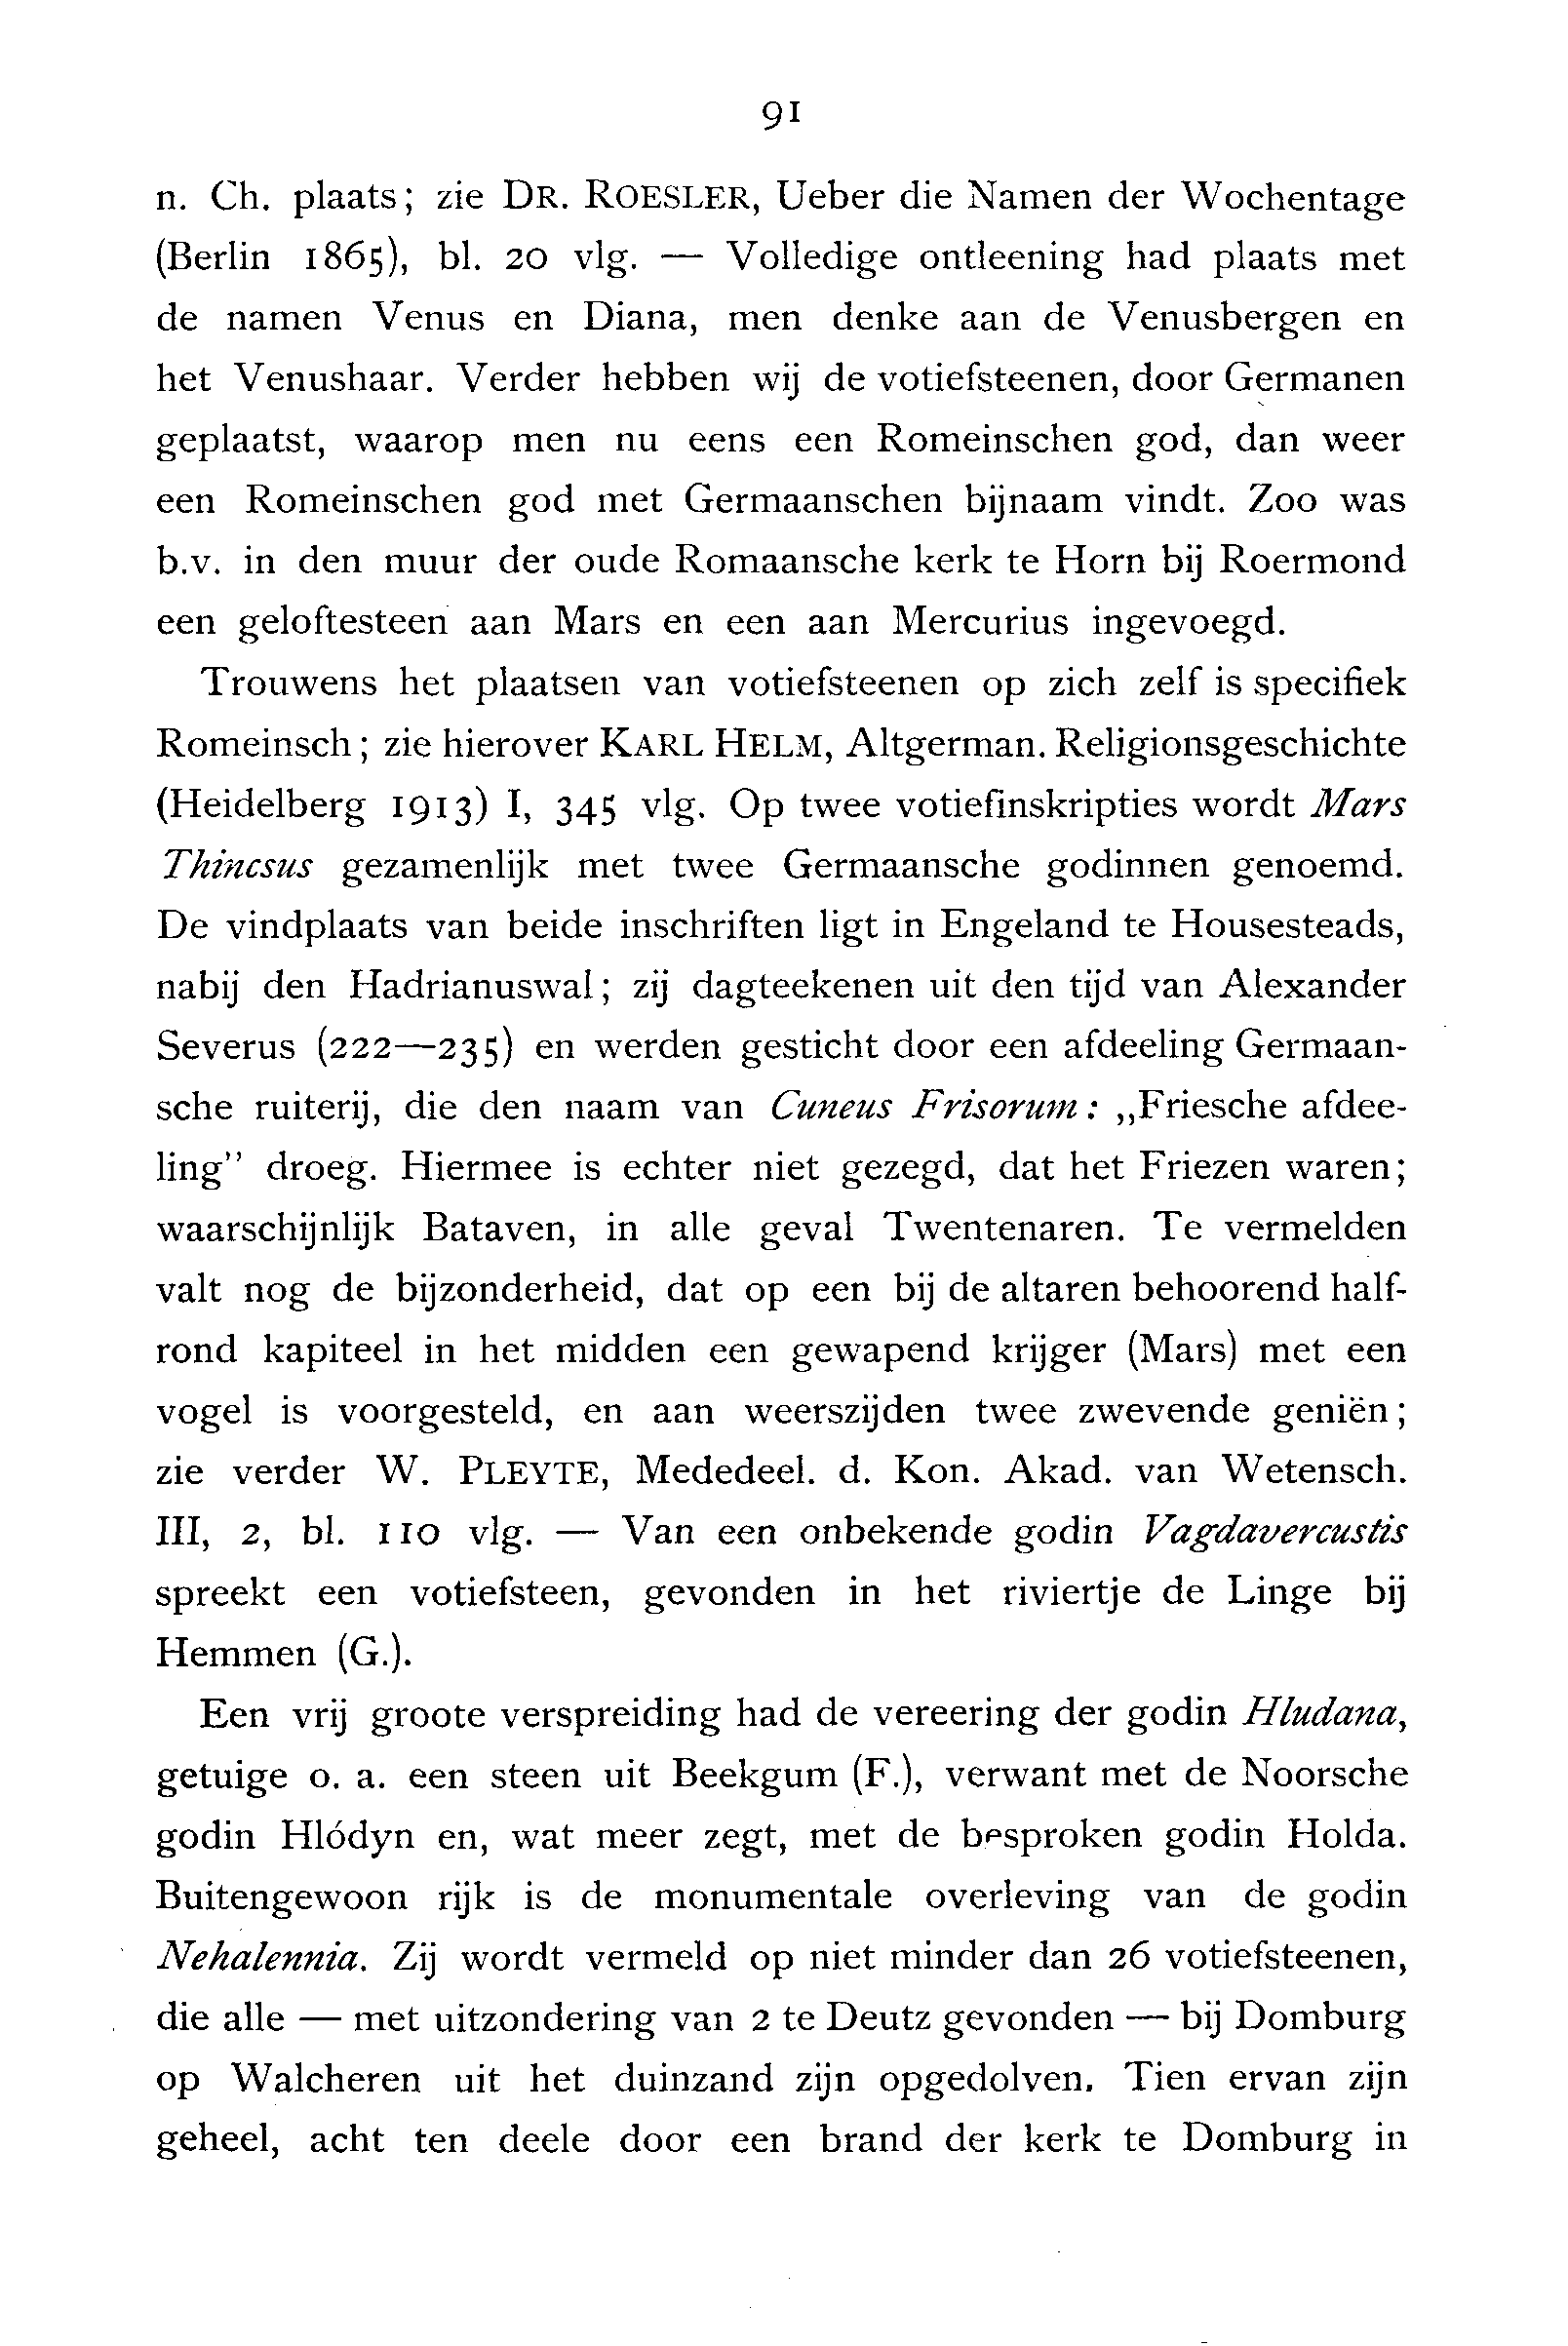 91
n. Ch. plaats; zie DR. ROESLER, Ueber die Namen der Wochentage
(Berlin 1865), bl. 20 vlg. — Volledige ontleening had plaats met
de namen Venus en Diana, men denke aan de Venusbergen en
het Venushaar. Verder hebben wij de votiefsteenen, door Germanen
geplaatst, waarop men nu eens een Romeinschen god, dan weer
een Romeinschen god met Germaanschen bijnaam vindt. Zoo was
b.v. in den muur der oude Romaansche kerk te Horn bij Roermond
een geloftesteen aan Mars en een aan Mercurius ingevoegd.
Trouwens het plaatsen van votiefsteenen op zich zelf is specifiek
Romeinsch; zie hierover KARL HELM, Altgerman. Religionsgeschichte
(Heidelberg 1913) I, 345 vlg. Op twee votiefinskripties wordt Mars
Thincsus gezamenlijk met twee Germaansche godinnen genoemd.
De vindplaats van beide inschriften ligt in Engeland te Housesteads,
nabij den Hadrianuswal; zij dagteekenen uit den tijd van Alexander
Severus (222—235) en werden gesticht door een afdeeling Germaan-
sche ruiterij, die den naam van Cuneus Frisorum: „Friesche afdee-
ling” droeg. Hiermee is echter niet gezegd, dat het Friezen waren;
waarschijnlijk Bataven, in alle geval Twentenaren. Te vermelden
valt nog de bijzonderheid, dat op een bij de altaren behoorend half-
rond kapiteel in het midden een gewapend krijger (Mars) met een
vogel is voorgesteld, en aan weerszijden twee zwevende geniën;
zie verder W. PLEYTE, Mededeel. d. Kon. Akad. van Wetensch.
III, 2, bl. 110 vlg. — Van een onbekende godin Vagdavercustis
spreekt een votiefsteen, gevonden in het riviertje de Linge bij
Hemmen (G.).
Een vrij groote verspreiding had de vereering der godin Hludana,
getuige o. a. een steen uit Beekgum (F.), verwant met de Noorsche
godin Hlódyn en, wat meer zegt, met de besproken godin Holda.
Buitengewoon rijk is de monumentale overleving van de godin
Nehalennia. Zij wordt vermeld op niet minder dan 26 votiefsteenen,
die alle — met uitzondering van 2 te Deutz gevonden — bij Domburg
op Walcheren uit het duinzand zijn opgedolven. Tien ervan zijn
geheel, acht ten deele door een brand der kerk te Domburg in